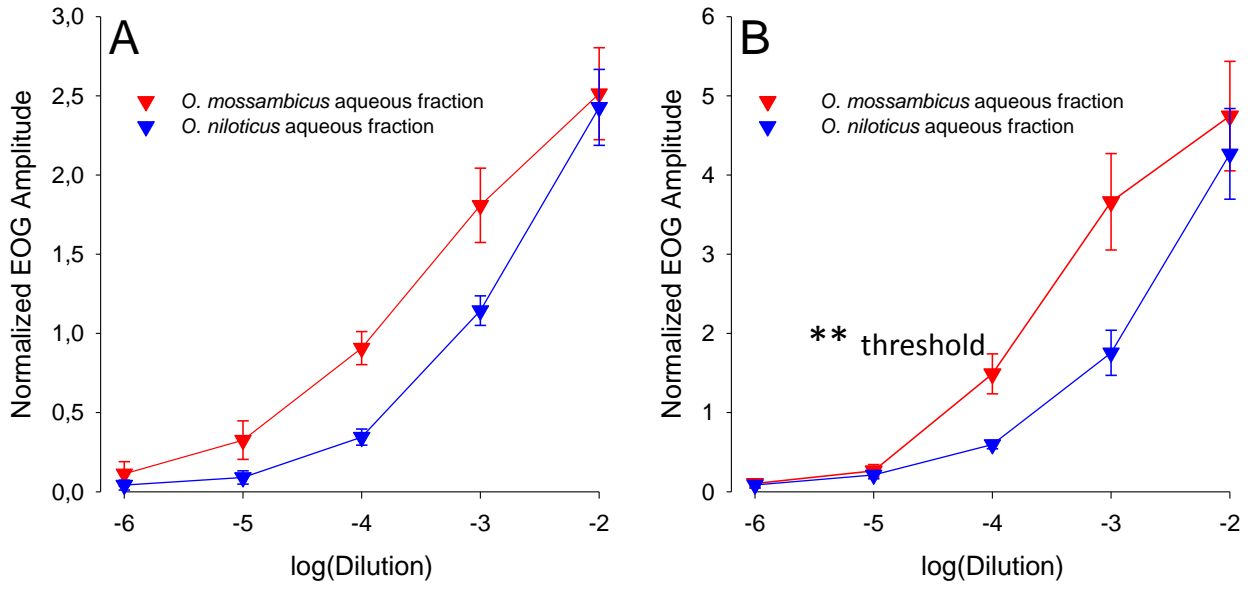 A
O. mossambicus aqueous fraction
O. niloticus aqueous fraction
Normalized EOG Amplitude
3,0
2,5
2,0
1,5
1,0
0,5
0,0
-6 -5 -4 -3 -2
log(Dilution)
B
O. mossambicus aqueous fraction
O. niloticus aqueous fraction
** threshold
Normalized EOG Amplitude
6
5
4
3
2
1
0
-6 -5 -4 -3 -2
log(Dilution)